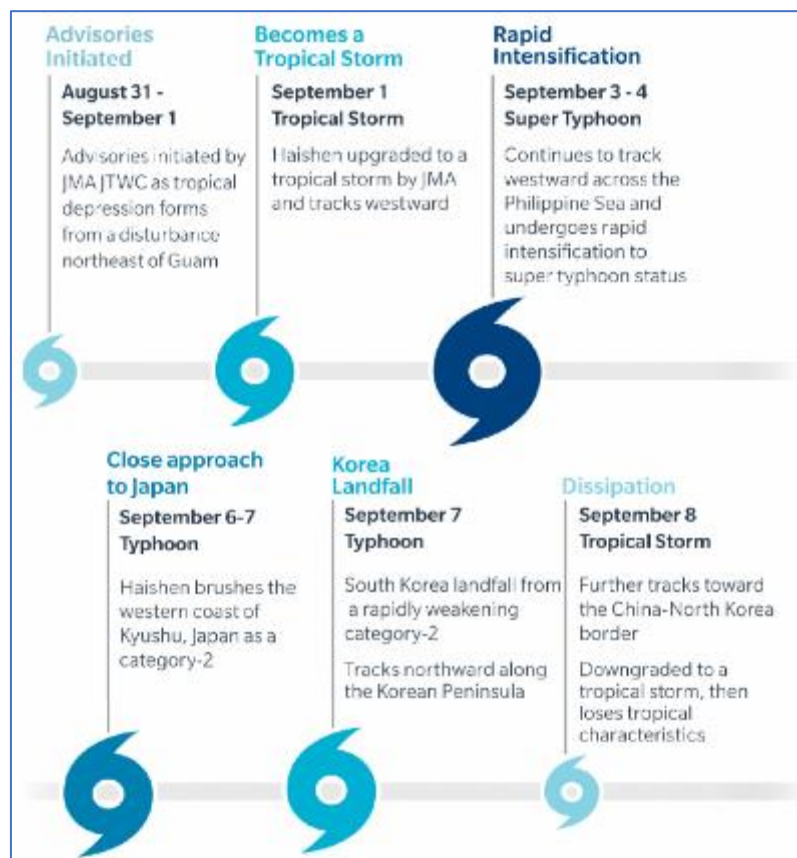 Advisories
Initiated
August 31 -
September 1
Advisories initiated by
JMA JTWC as tropical
depression forms
from a disturbance
northeast of Guam
Becomes a
Tropical Storm
September 1
Tropical Storm
Haishen upgraded to a
tropical storm by JMA
and tracks westward
Rapid
Intensification
September 3 - 4
Super Typhoon
Continues to track
westward across the
Philippine Sea and
undergoes rapid
intensification to
super typhoon status
Close approach
to Japan
September 6-7
Typhoon
Haishen brushes the
western coast of
Kyushu, Japan as a
category-2
Korea
Landfall
September 7
Typhoon
South Korea landfall from
a rapidly weakening
category-2
Tracks northward along
the Korean Peninsula
Dissipation
September 8
Tropical Storm
Further tracks toward
the China-North Korea
border
Downgraded to a
tropical storm, then
loses tropical
characteristics